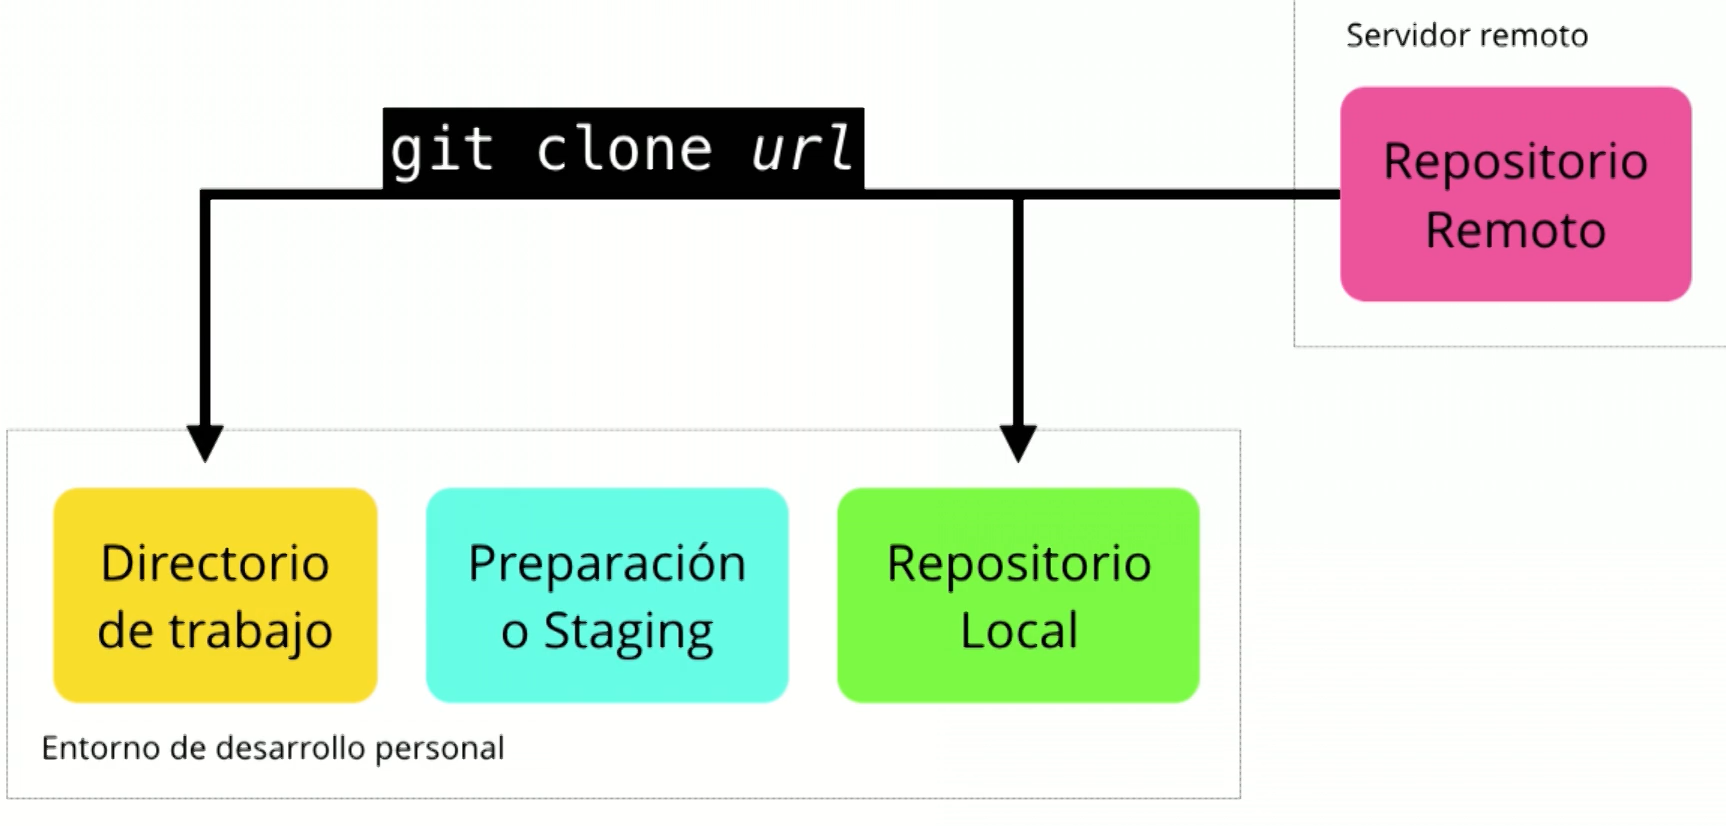 Servidor remoto
git clone url
Repositorio
Remoto
Directorio
de trabajo
Preparación
o Staging
Repositorio
Local
Entorno de desarrollo personal